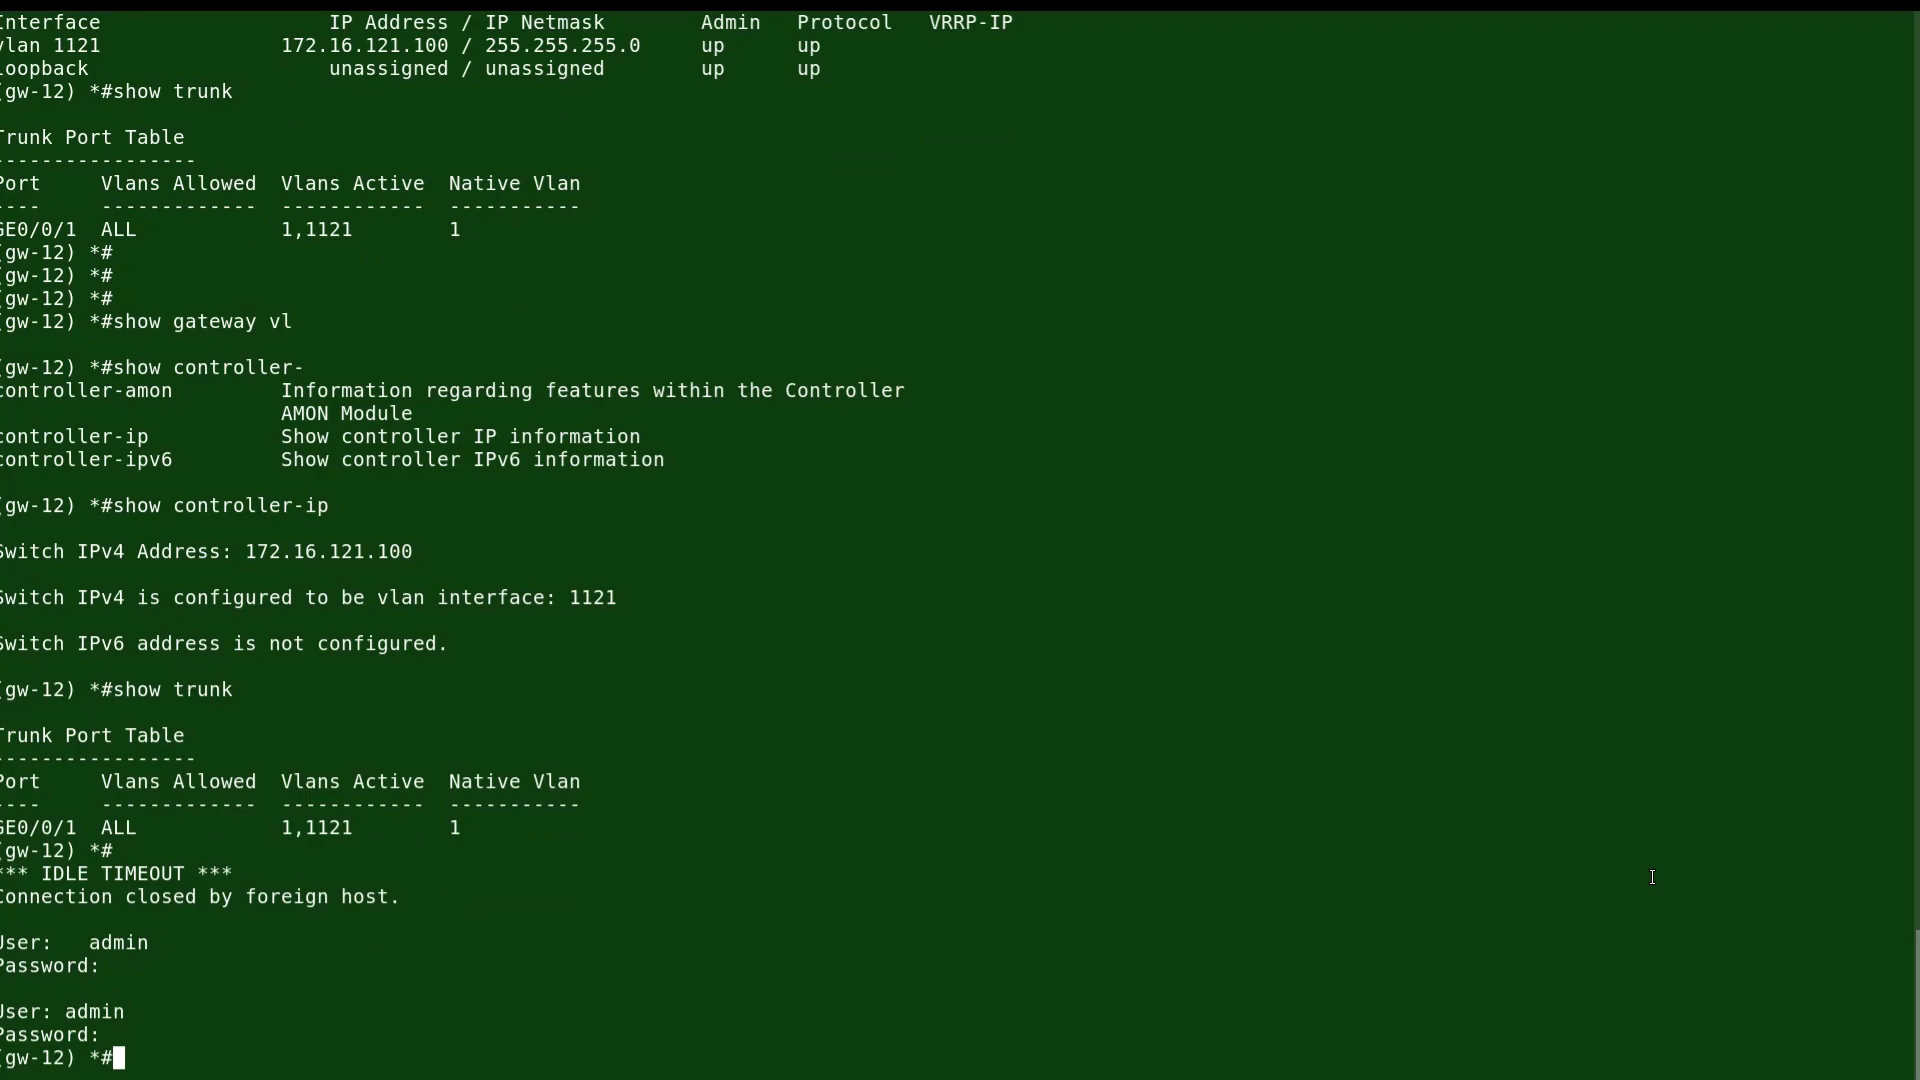 Interface                    IP Address / IP Netmask        Admin   Protocol   VRRP-IP
vlan 1121               172.16.121.100 / 255.255.255.0     up      up
loopback                    unassigned / unassigned        up      up
(gw-12) *#show trunk
Trunk Port Table
-----------------
Port     Vlans Allowed  Vlans Active  Native Vlan
----     -------------  ------------  -----------
GE0/0/1  ALL            1,1121        1
(gw-12) *#
(gw-12) *#
(gw-12) *#
(gw-12) *#show gateway vl
(gw-12) *#show controller-
controller-amon         Information regarding features within the Controller
                        AMON Module
controller-ip           Show controller IP information
controller-ipv6         Show controller IPv6 information
(gw-12) *#show controller-ip
Switch IPv4 Address: 172.16.121.100
Switch IPv4 is configured to be vlan interface: 1121
Switch IPv6 address is not configured.
(gw-12) *#show trunk
Trunk Port Table
-----------------
Port     Vlans Allowed  Vlans Active  Native Vlan
----     -------------  ------------  -----------
GE0/0/1  ALL            1,1121        1
(gw-12) *#
*** IDLE TIMEOUT ***
Connection closed by foreign host.
User:   admin
Password:
User: admin
Password:
(gw-12) *#